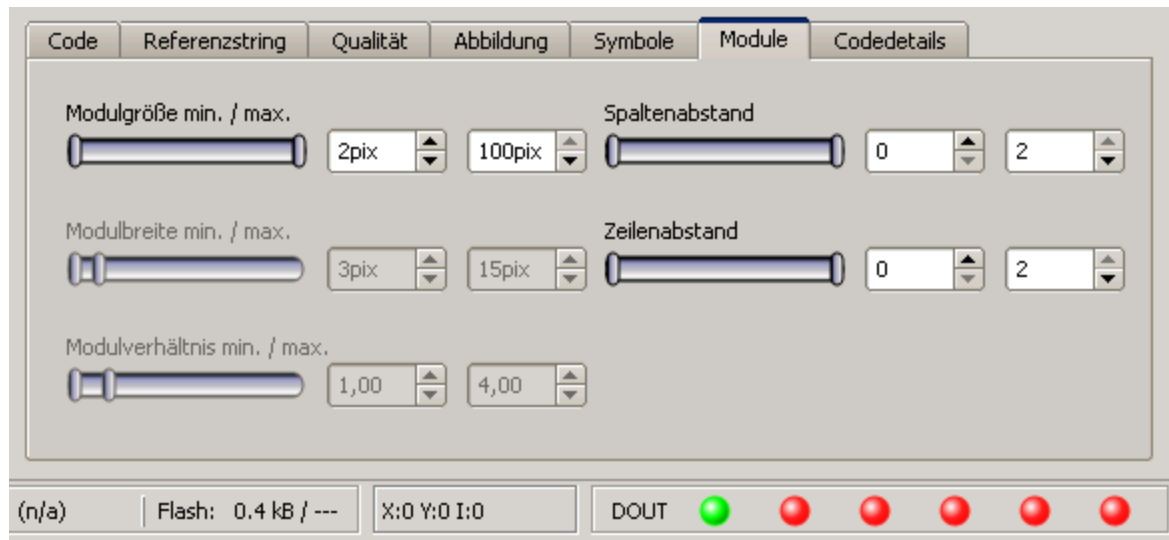 Code Referenzstring Qualität Abbildung Symbole Module Codedetails
Modulgröße min. / max. Spaltenabstand
2pix 100pix 0 2
Modulbreite min. / max. Zeilenabstand
3pix 15pix 0 2
Modulverhältnis min. / max.
1,00 4,00
(n/a) Flash: 0.4 kB / --- X:0 Y:0 I:0 DOUT